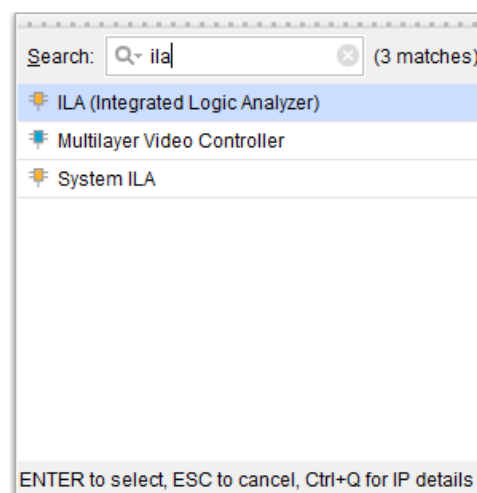 Search: ila (3 matches)
ILA (Integrated Logic Analyzer)
Multilayer Video Controller
System ILA
ENTER to select, ESC to cancel, Ctrl+Q for IP details